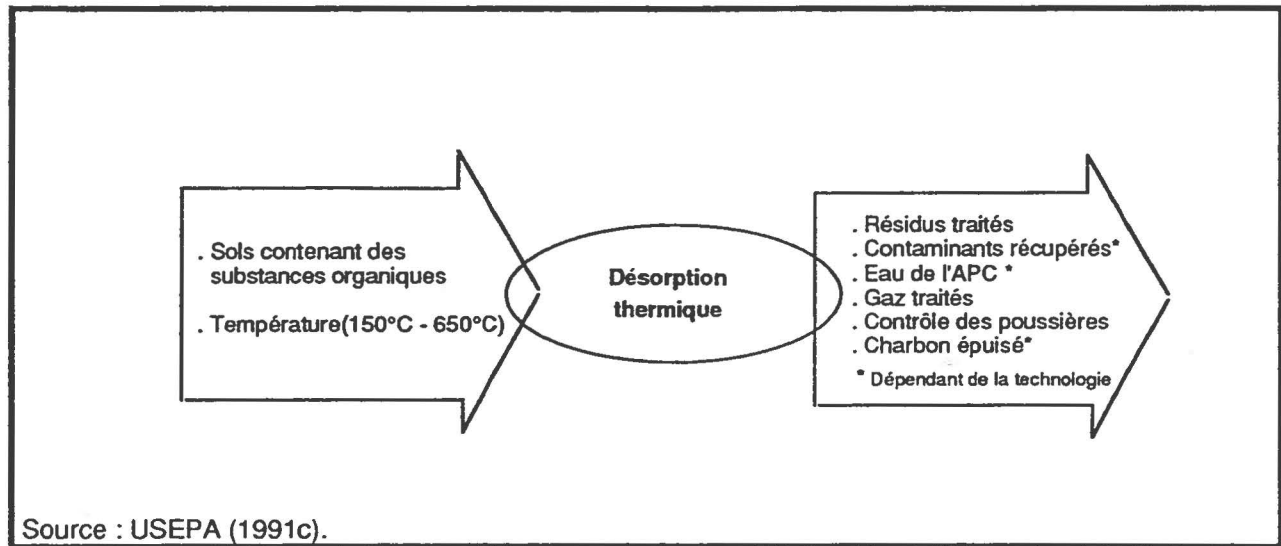 . Sols contenant des
substances organiques
. Température(150°C - 650°C)
Désorption
thermique
. Résidus traités
. Contaminants récupérés*
. Eau de l'APC *
. Gaz traités
. Contrôle des poussières
. Charbon épuisé*
* Dépendant de la technologie
Source : USEPA (1991c).